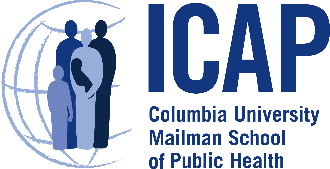 ICAP
Columbia University
Mailman School
of Public Health